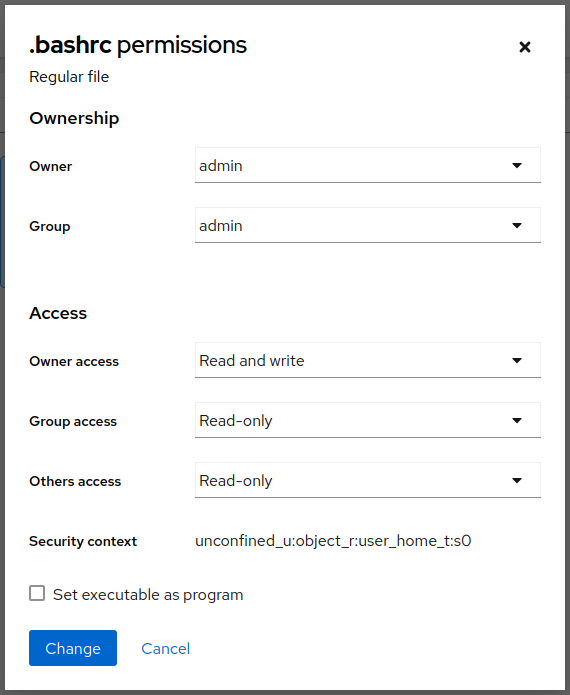 .bashrc permissions
Regular file
Ownership
Owner admin
Group admin
Access
Owner access Read and write
Group access Read-only
Others access Read-only
Security context unconfined_u:object_r:user_home_t:s0
Set executable as program
Change Cancel